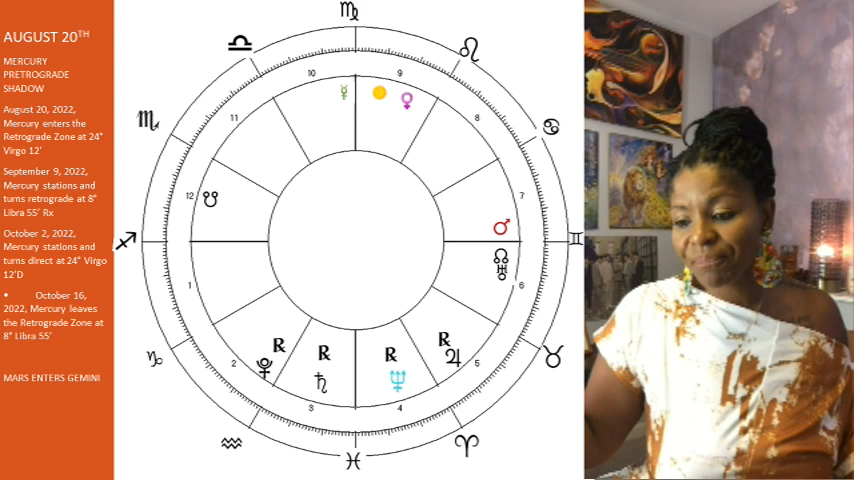 AUGUST 20TH
MERCURY
PRETROGRADE
SHADOW
August 20, 2022,
Mercury enters the
Retrograde Zone at 24°
Virgo 12'
September 9, 2022,
Mercury stations and
turns retrograde at 8°
Libra 55' Rx
October 2, 2022,
Mercury stations and
turns direct at 24° Virgo
12'D
• October 16,
2022, Mercury leaves
the Retrograde Zone at
8° Libra 55'
MARS ENTERS GEMINI
♍
♎
♌
10
9
☿
♀
11
8
♏
♋
12
☋
7
♂
♐
♊
☊
♅
1
6
℞
℞
℞
℞
♑
2
♇
♄
♆
♃
5
♉
3
4
♒
♈
♓